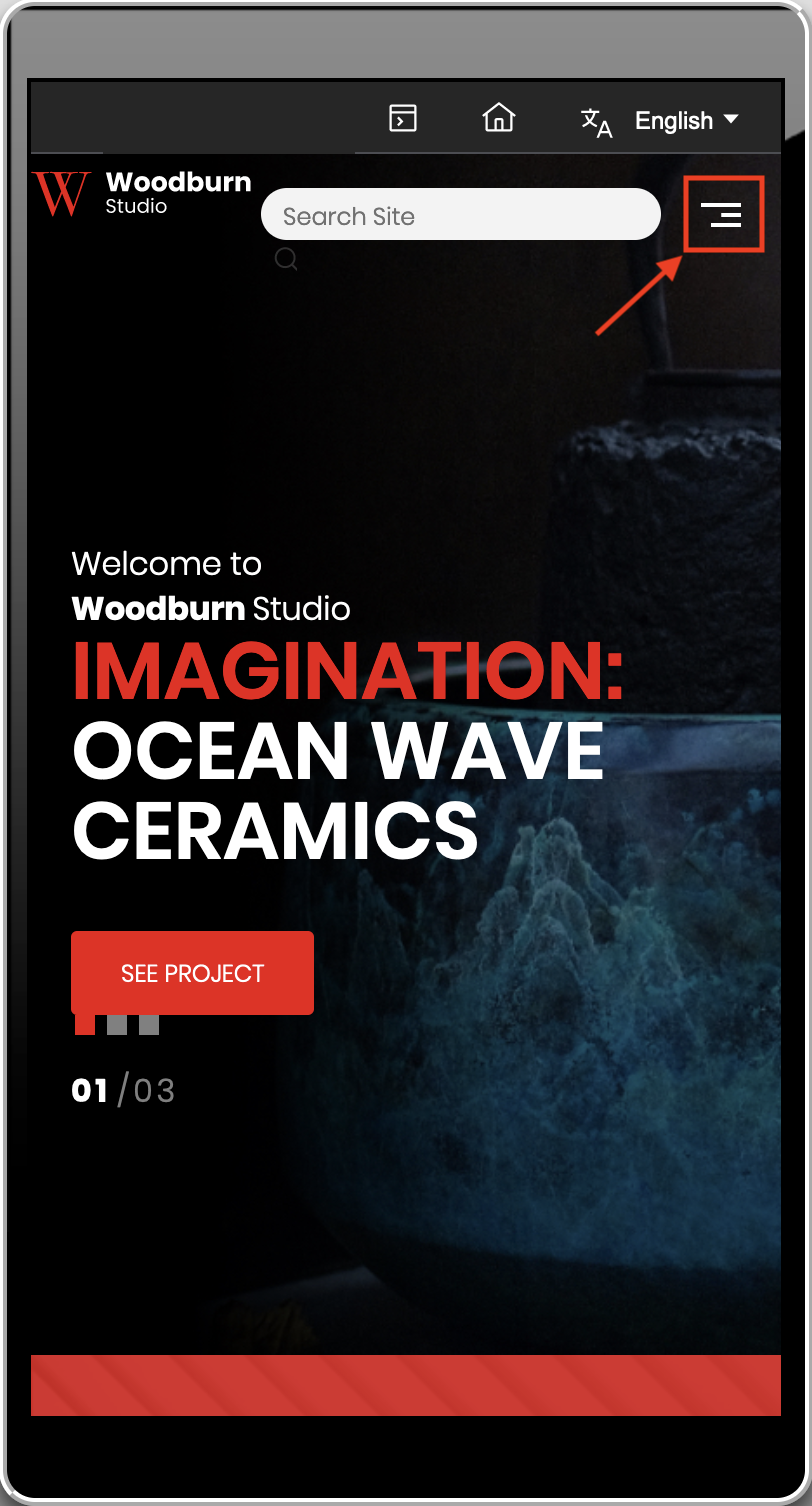 English
W Woodburn
Studio
Search Site
Welcome to
Woodburn Studio
IMAGINATION:
OCEAN WAVE
CERAMICS
SEE PROJECT
01 /03